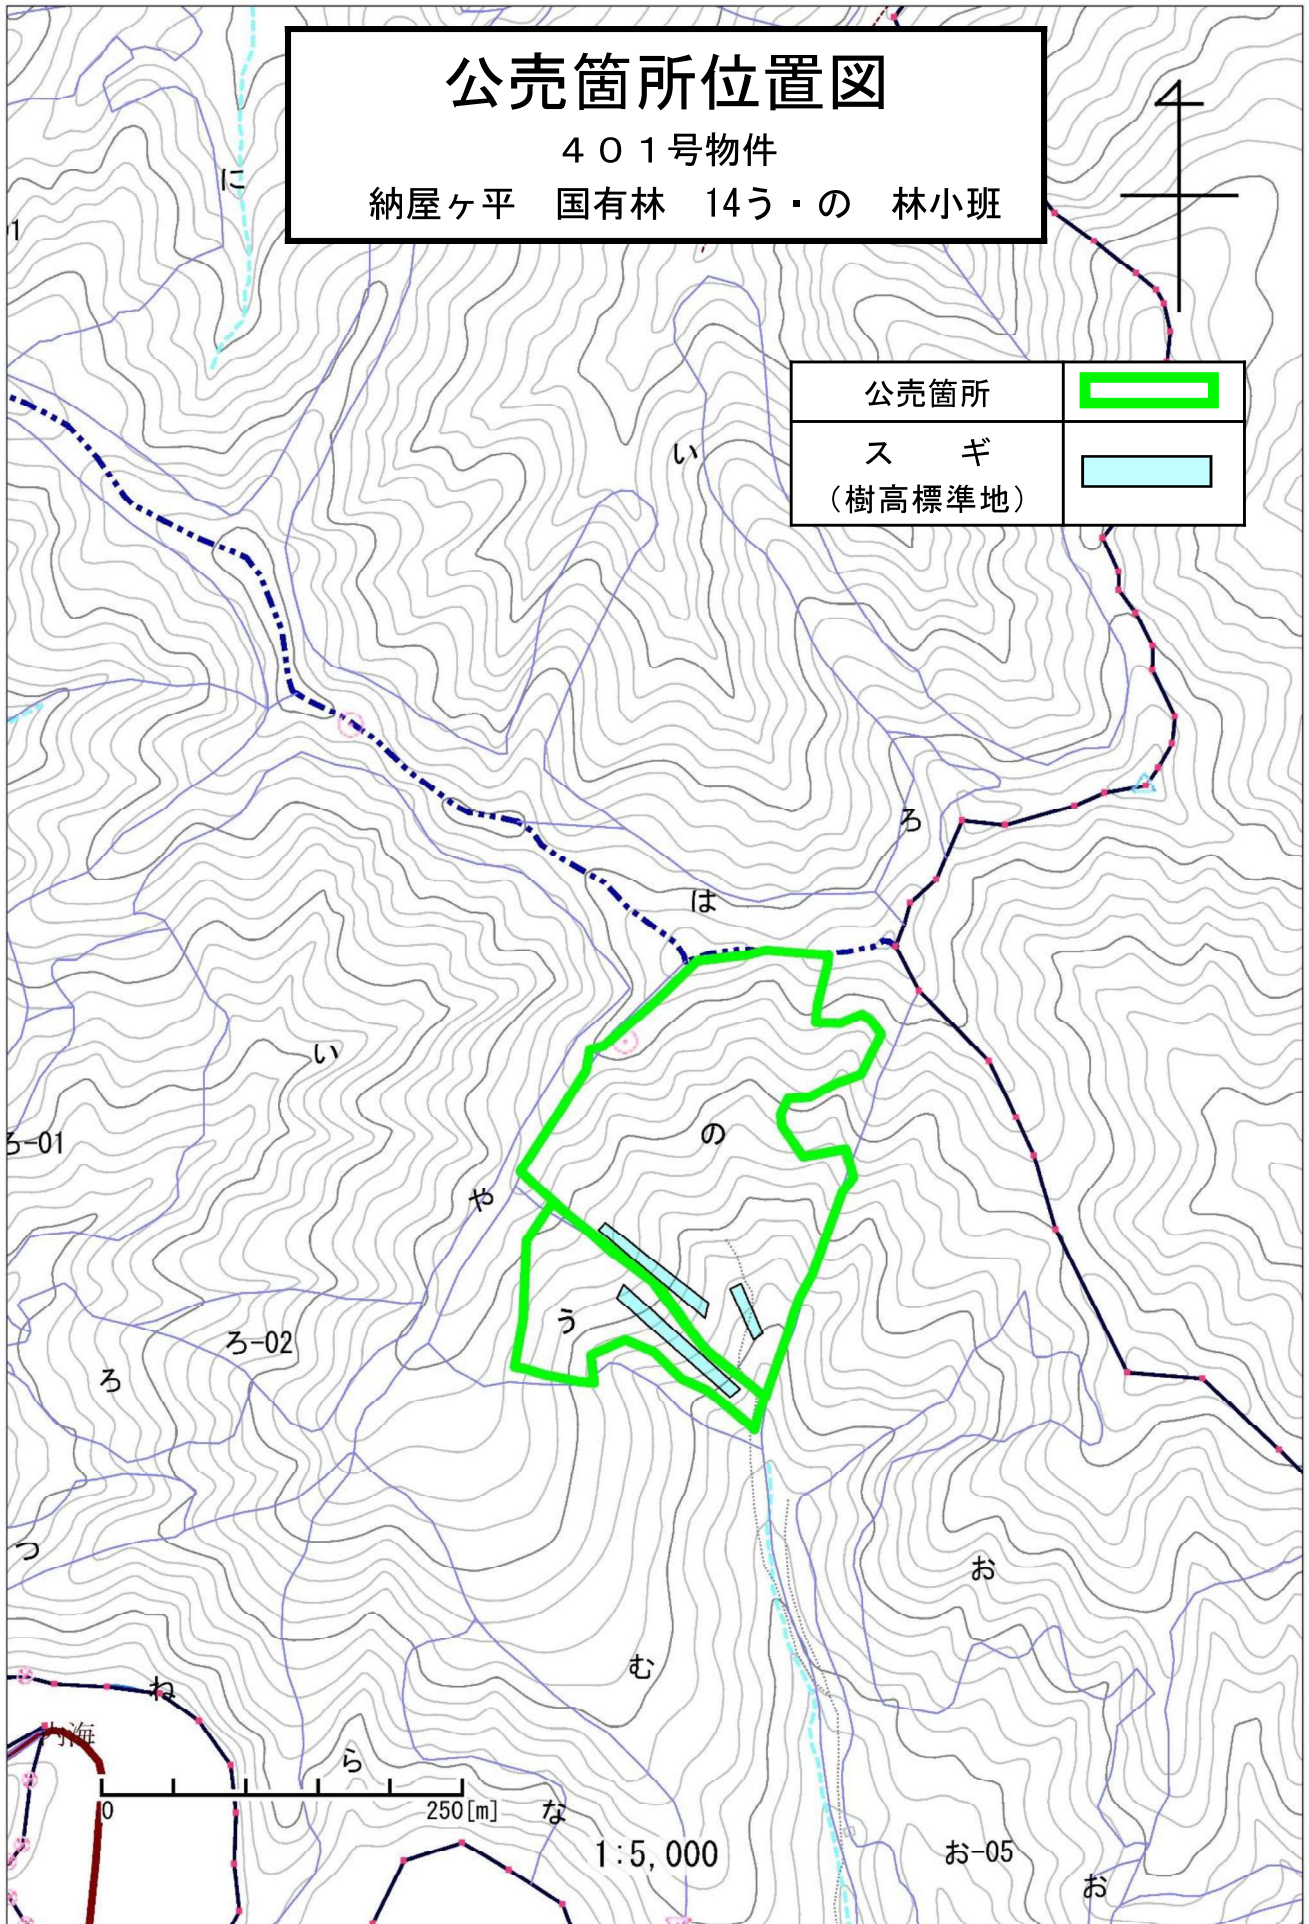 公売箇所位置図
４０１号物件
納屋ヶ平　国有林　14う・の　林小班
に
公売箇所
ス　ギ
（樹高標準地）
い
ろ
は
い
の
や
う
ろ-02
ろ
つ
お
む
ね
内海
ら
0
250[m]
な
1:5,000
お-05
お